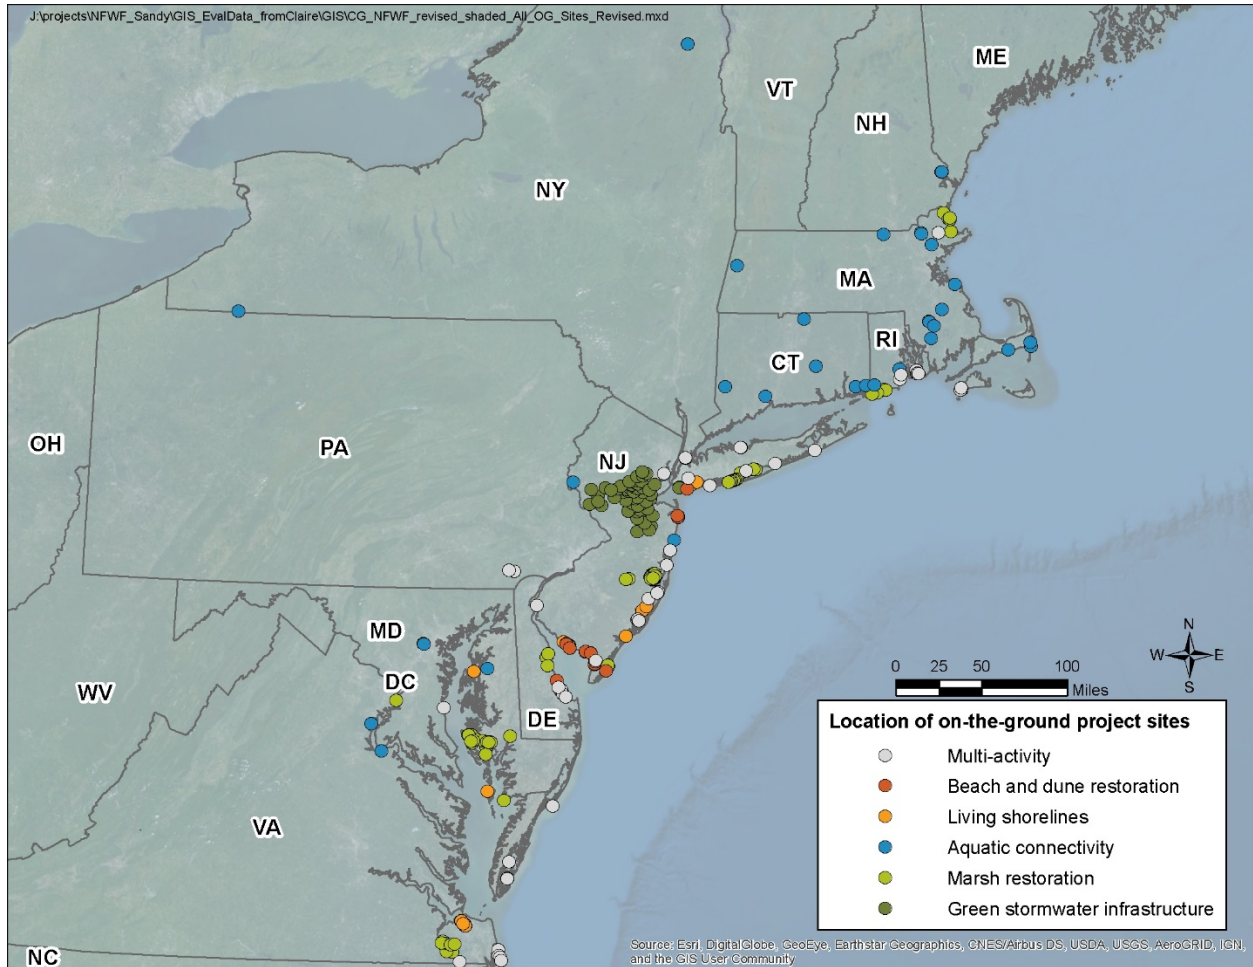 J:\projects\NFWF_Sandy\GIS_EvalData_fromClaire\GIS\CG_NFWF_revised_shaded_All_OG_Sites_Revised.mxd
ME
VT
NH
NY
MA
RI
CT
OH
PA
NJ
MD
DC
WV
DE
VA
NC
N
W
E
S
0 25 50 100
Miles
Location of on-the-ground project sites
Multi-activity
Beach and dune restoration
Living shorelines
Aquatic connectivity
Marsh restoration
Green stormwater infrastructure
Source: Esri, DigitalGlobe, GeoEye, Earthstar Geographics, CNES/Airbus DS, USDA, USGS, AeroGRID, IGN,
and the GIS User Community